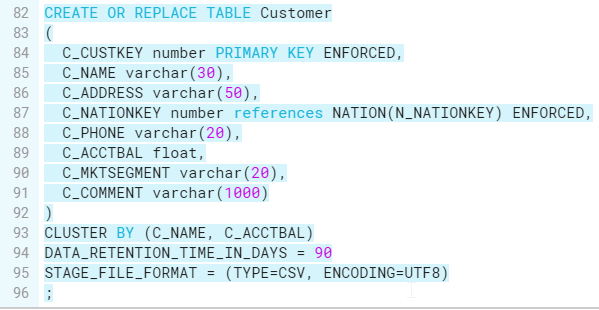 82 CREATE OR REPLACE TABLE Customer
83 (
84 C_CUSTKEY number PRIMARY KEY ENFORCED,
85 C_NAME varchar(30),
86 C_ADDRESS varchar(50),
87 C_NATIONKEY number references NATION(N_NATIONKEY) ENFORCED,
88 C_PHONE varchar(20),
89 C_ACCTBAL float,
90 C_MKTSEGMENT varchar(20),
91 C_COMMENT varchar(1000)
92 )
93 CLUSTER BY (C_NAME, C_ACCTBAL)
94 DATA_RETENTION_TIME_IN_DAYS = 90
95 STAGE_FILE_FORMAT = (TYPE=CSV, ENCODING=UTF8)
96 ;